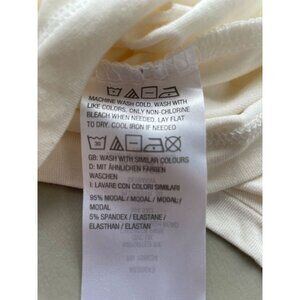 MACHINE WASH COLD, WASH WITH
LIKE COLORS, ONLY NON-CHLORINE
BLEACH WHEN NEEDED. LAY FLAT
TO DRY. COOL IRON IF NEEDED
30
GB: WASH WITH SIMILAR COLOURS
D: MIT ÄHNLICHEN FARBEN
WASCHEN
I: LAVARE CON COLORI SIMILARI
95% MODAL / MODAL / MODAL /
MODAL
5% SPANDEX / ELASTANE /
ELASTHAN / ELASTAN